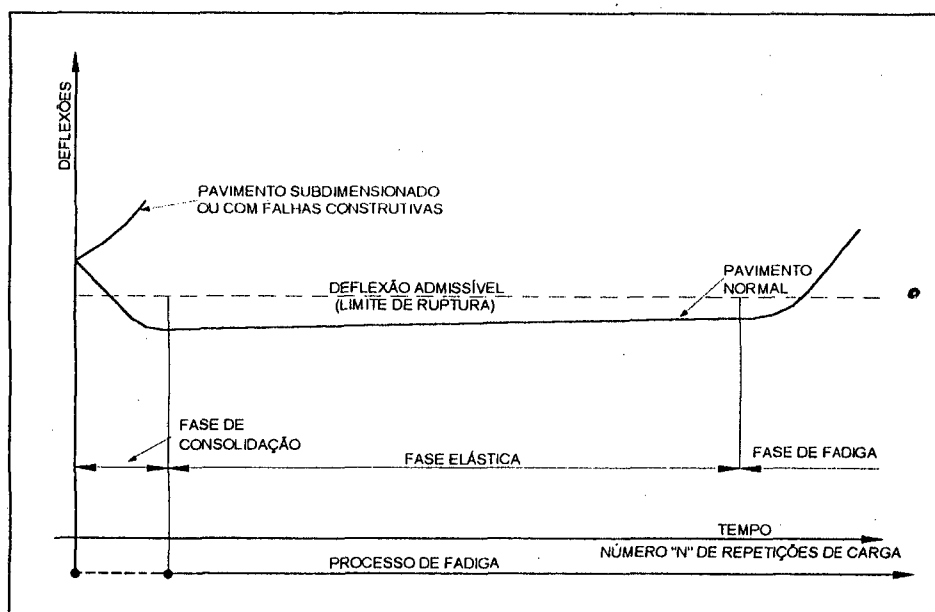 DEFLEXÕES
PAVIMENTO SUBDIMENSIONADO
OU COM FALHAS CONSTRUTIVAS
DEFLEXÃO ADMISSÍVEL
(LIMITE DE RUPTURA)
PAVIMENTO
NORMAL
FASE DE
CONSOLIDAÇÃO
FASE ELÁSTICA
FASE DE FADIGA
TEMPO
NÚMERO "N" DE REPETIÇÕES DE CARGA
PROCESSO DE FADIGA